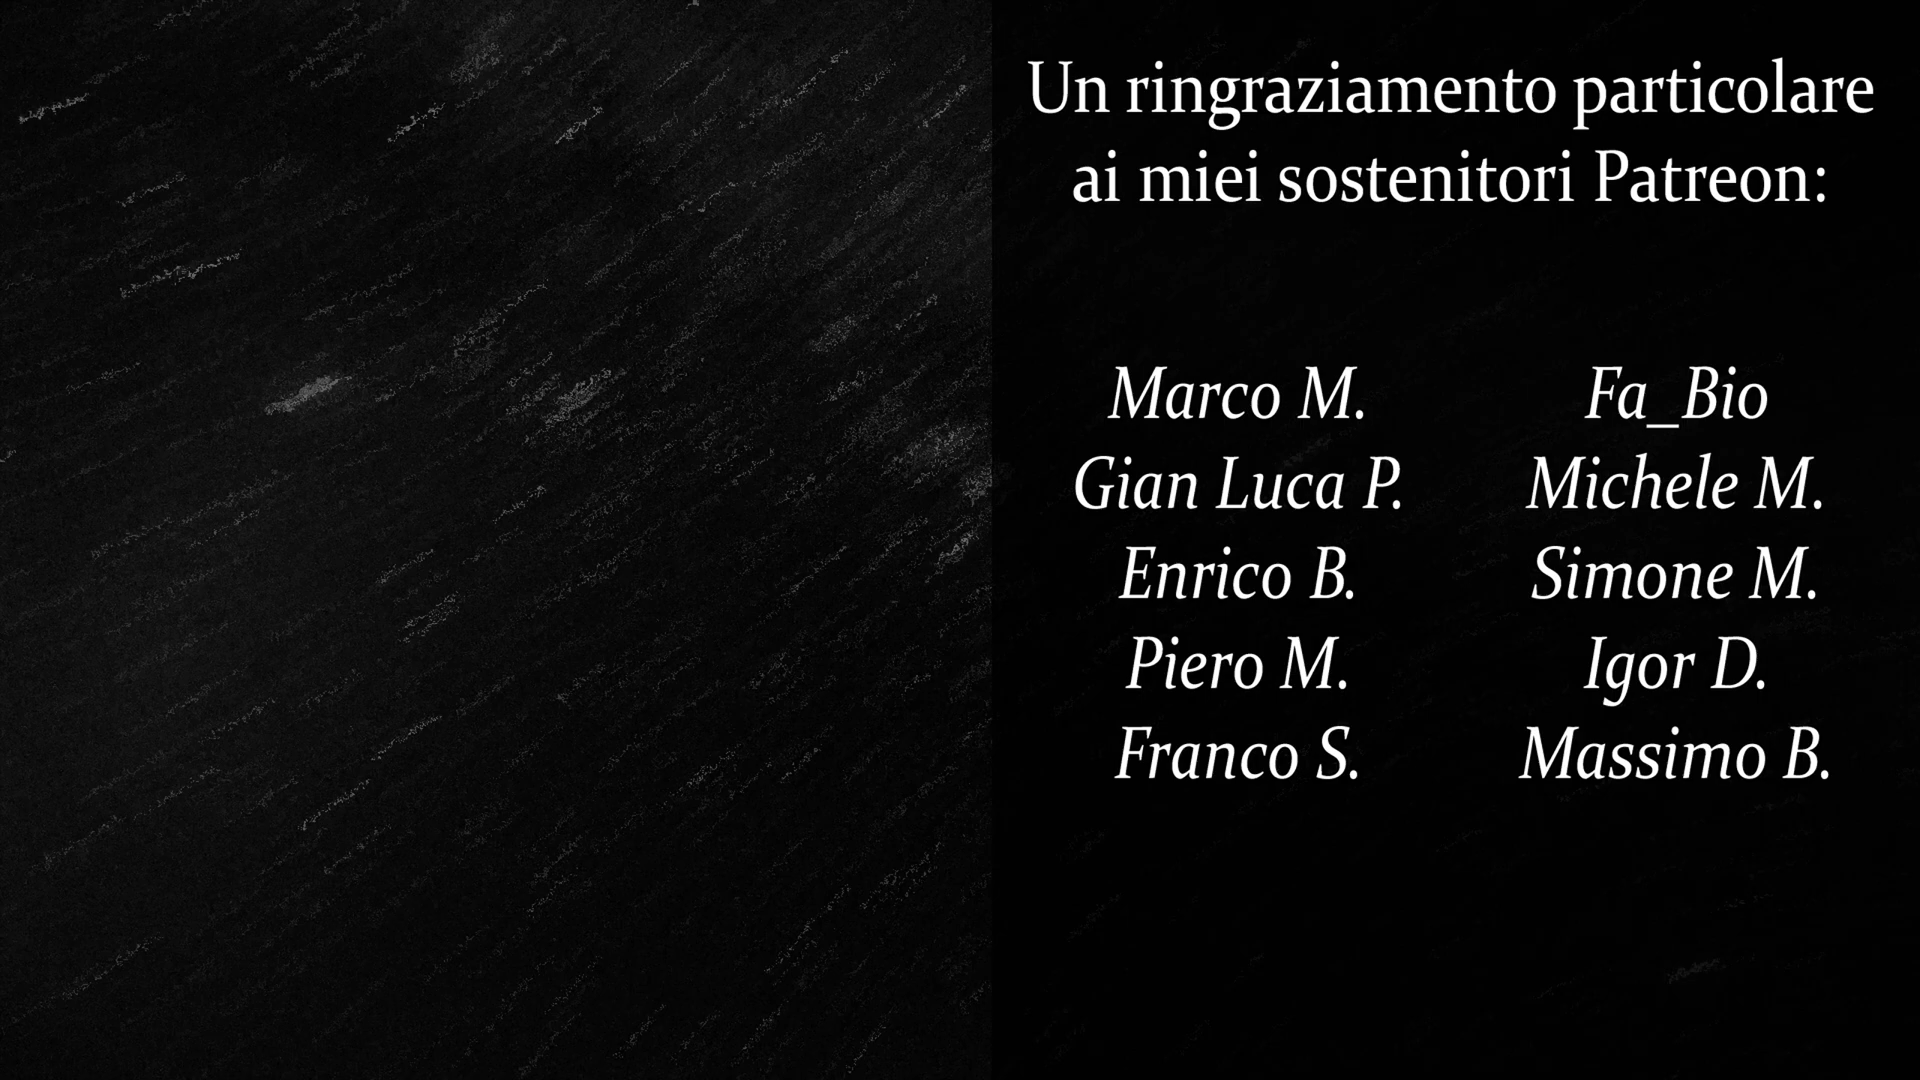 Un ringraziamento particolare
ai miei sostenitori Patreon:
Marco M.
Gian Luca P.
Enrico B.
Piero M.
Franco S.
Fa_Bio
Michele M.
Simone M.
Igor D.
Massimo B.